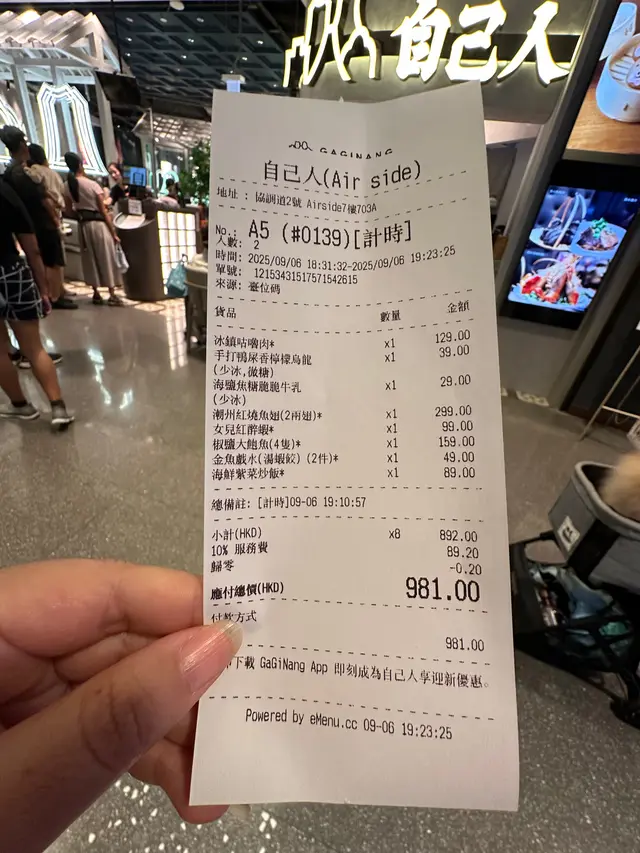 自己人
GAGINANG
自己人(Air side)
地址 : 協調道2號 Airside7樓703A
No.: A5 (#0139)[計時]
人數: 2
時間: 2025/09/06 18:31:32-2025/09/06 19:23:25
單號: 12153431517571542615
來源: 臺位碼
貨品 數量 金額
冰鎮咕嚕肉* x1 129.00
手打鴨屎香檸檬烏龍 x1 39.00
(少冰,微糖)
海鹽焦糖脆脆牛乳 x1 29.00
(少冰)
潮州紅燒魚翅(2兩翅)* x1 299.00
女兒紅醉蝦* x1 99.00
椒鹽大鮑魚(4隻)* x1 159.00
金魚戲水(湯蝦餃) (2件)* x1 49.00
海鮮紫菜炒飯* x1 89.00
總備註: [計時]09-06 19:10:57
小計(HKD) x8 892.00
10% 服務費 89.20
歸零 -0.20
應付總價(HKD) 981.00
付款方式
981.00
下載 GaGiNang App 即刻成為自己人享迎新優惠。
Powered by eMenu.cc 09-06 19:23:25